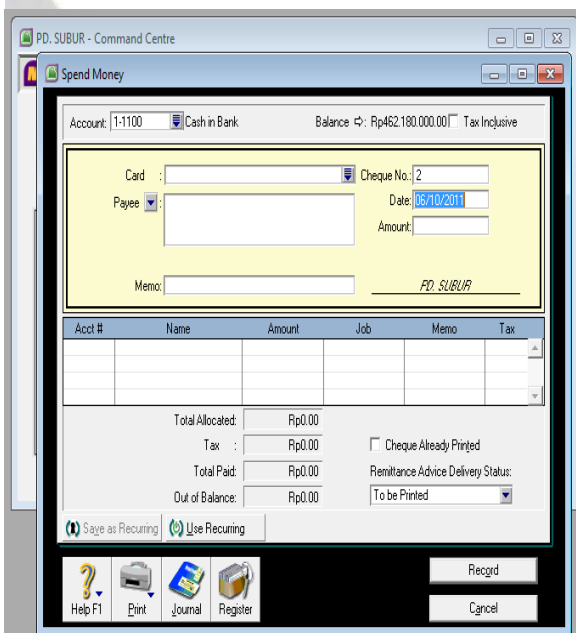 PD. SUBUR - Command Centre
Spend Money
Account: 1-1100 Cash in Bank Balance ➪: Rp462.180.000.00 Tax Inclusive
Card : Cheque No.: 2
Payee : Date: 06/10/2011
Amount:
Memo: PD. SUBUR
Acct # Name Amount Job Memo Tax
Total Allocated: Rp0.00
Tax : Rp0.00 Cheque Already Printed
Total Paid: Rp0.00 Remittance Advice Delivery Status:
Out of Balance: Rp0.00 To be Printed
Save as Recurring Use Recurring
Help F1 Print Journal Register Record
Cancel